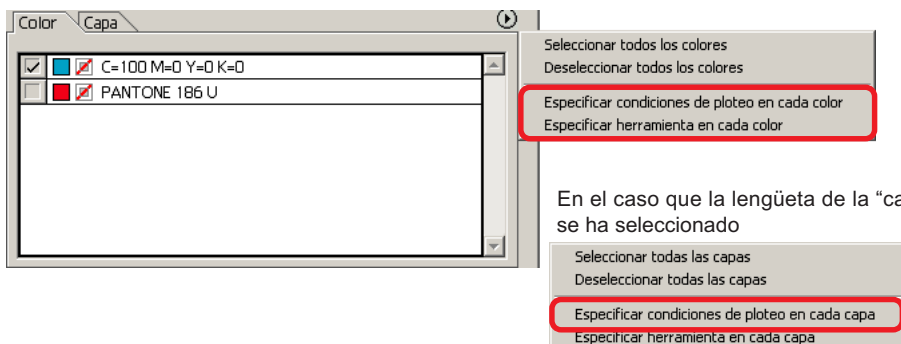 Color Capa
C=100 M=0 Y=0 K=0
PANTONE 186 U
Seleccionar todos los colores
Deseleccionar todos los colores
Especificar condiciones de ploteo en cada color
Especificar herramienta en cada color
En el caso que la lengüeta de la “ca
se ha seleccionado
Seleccionar todas las capas
Deseleccionar todas las capas
Especificar condiciones de ploteo en cada capa
Especificar herramienta en cada capa